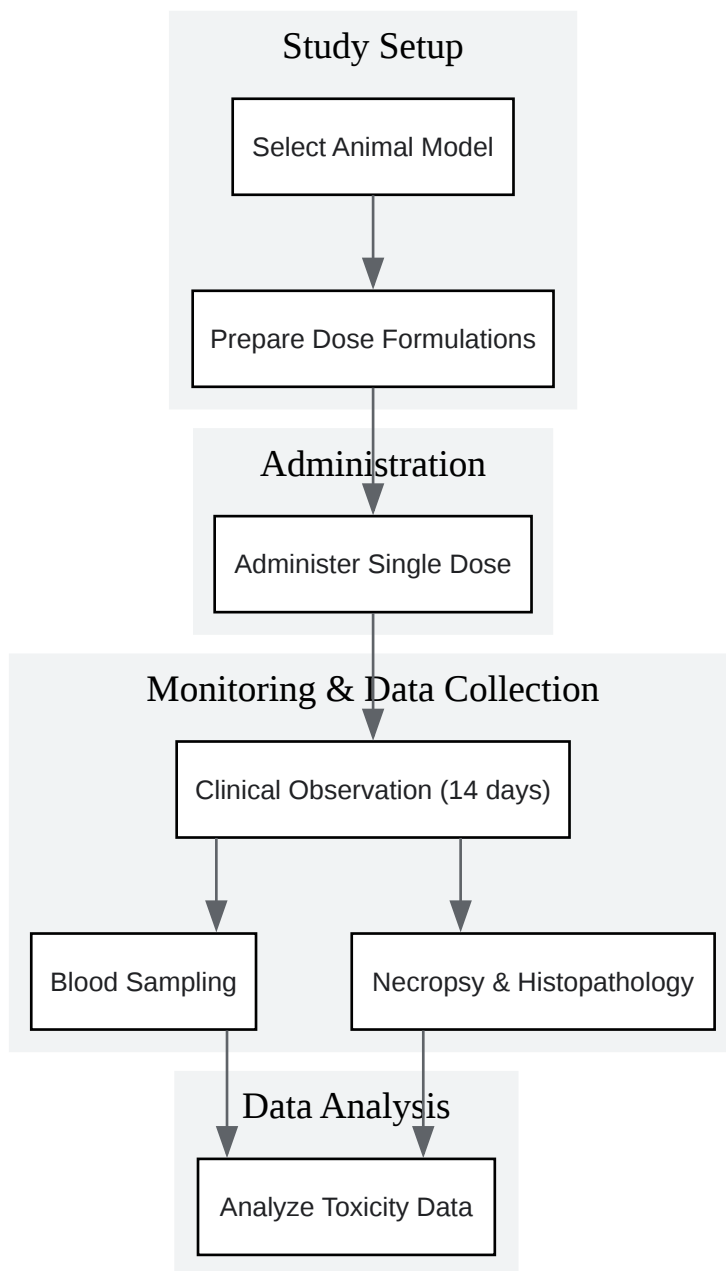 Study Setup
Select Animal Model
Prepare Dose Formulations
Administration
Administer Single Dose
Monitoring & Data Collection
Clinical Observation (14 days)
Blood Sampling
Necropsy & Histopathology
Data Analysis
Analyze Toxicity Data